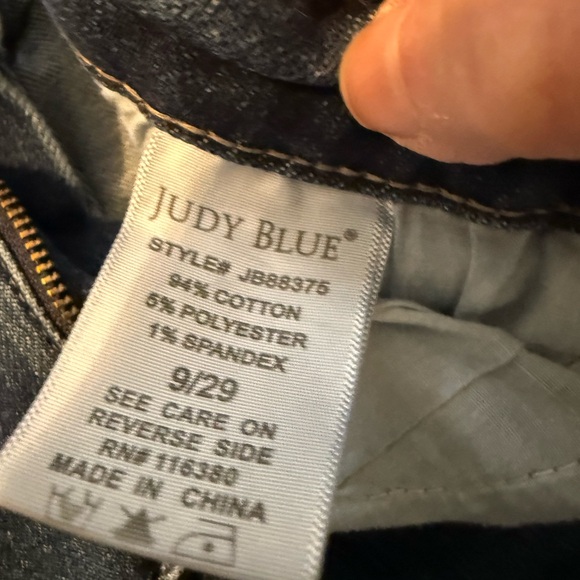 JUDY BLUE®
STYLE# JB88375
94% COTTON
5% POLYESTER
1% SPANDEX
9/29
SEE CARE ON
REVERSE SIDE
RN# 116380
MADE IN CHINA